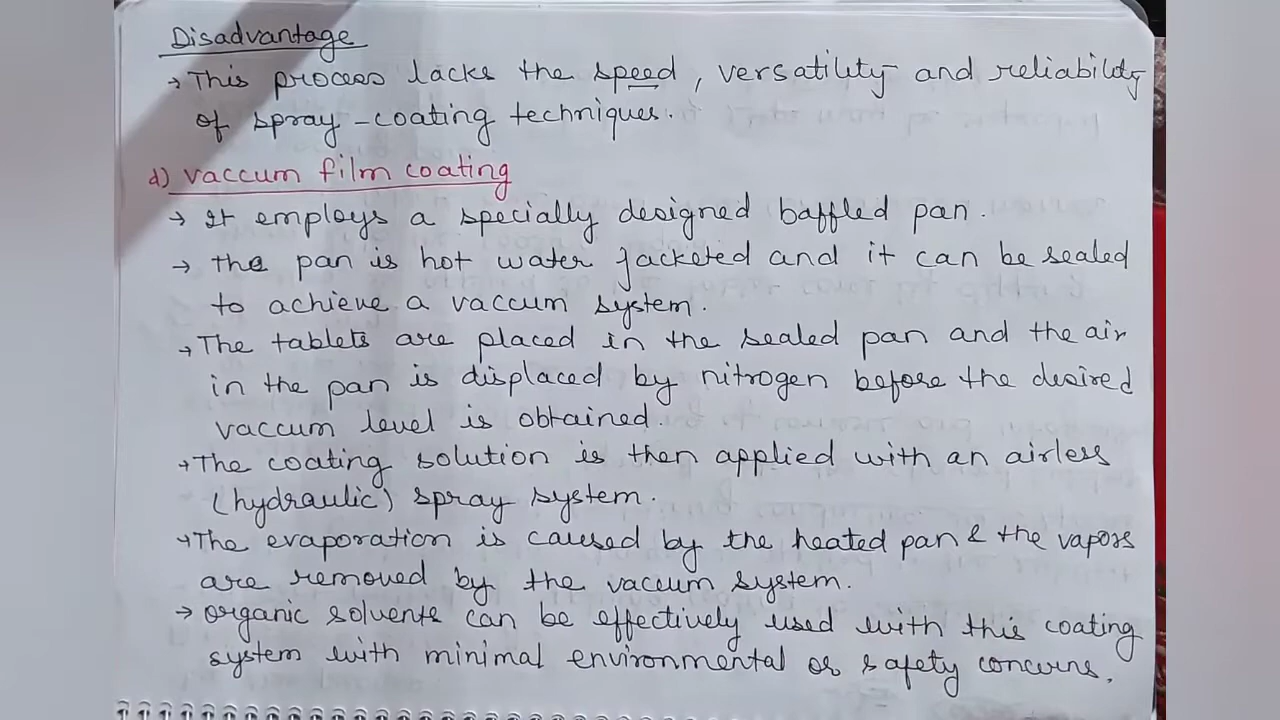 Disadvantage
→ This process lacks the speed, versatility and reliability
of spray-coating techniques.
d) vaccum film coating
→ It employs a specially designed baffled pan.
→ the pan is hot water jacketed and it can be sealed
to achieve a vaccum system.
→ The tablets are placed in the sealed pan and the air
in the pan is displaced by nitrogen before the desired
vaccum level is obtained.
→ The coating solution is then applied with an airless
(hydraulic) spray system.
→ The evaporation is caused by the heated pan & the vapors
are removed by the vaccum system.
→ organic solvents can be effectively used with this coating
system with minimal environmental or safety concerns.